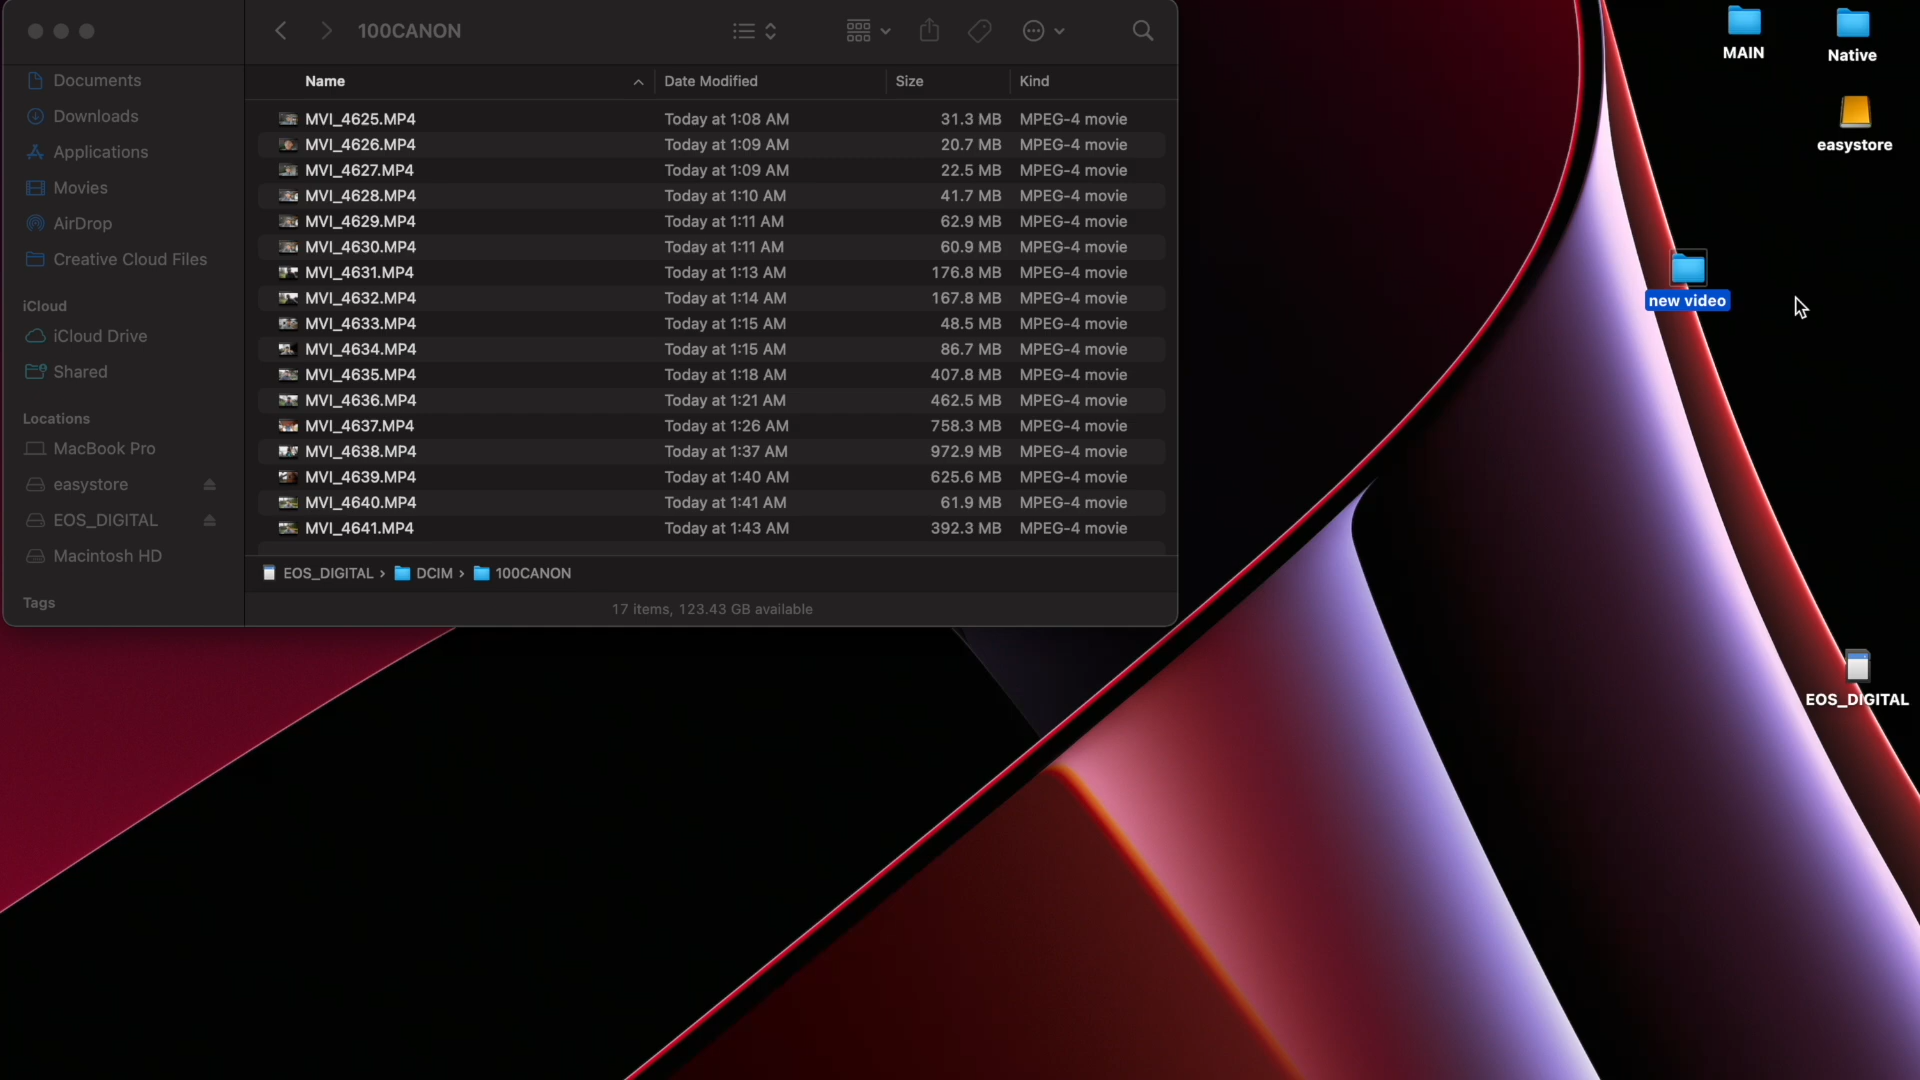 100CANON
Documents
Downloads
Applications
Movies
AirDrop
Creative Cloud Files
iCloud
iCloud Drive
Shared
Locations
MacBook Pro
easystore
EOS_DIGITAL
Macintosh HD
Tags
Name Date Modified Size Kind
MVI_4625.MP4 Today at 1:08 AM 31.3 MB MPEG-4 movie
MVI_4626.MP4 Today at 1:09 AM 20.7 MB MPEG-4 movie
MVI_4627.MP4 Today at 1:09 AM 22.5 MB MPEG-4 movie
MVI_4628.MP4 Today at 1:10 AM 41.7 MB MPEG-4 movie
MVI_4629.MP4 Today at 1:11 AM 62.9 MB MPEG-4 movie
MVI_4630.MP4 Today at 1:11 AM 60.9 MB MPEG-4 movie
MVI_4631.MP4 Today at 1:13 AM 176.8 MB MPEG-4 movie
MVI_4632.MP4 Today at 1:14 AM 167.8 MB MPEG-4 movie
MVI_4633.MP4 Today at 1:15 AM 48.5 MB MPEG-4 movie
MVI_4634.MP4 Today at 1:15 AM 86.7 MB MPEG-4 movie
MVI_4635.MP4 Today at 1:18 AM 407.8 MB MPEG-4 movie
MVI_4636.MP4 Today at 1:21 AM 462.5 MB MPEG-4 movie
MVI_4637.MP4 Today at 1:26 AM 758.3 MB MPEG-4 movie
MVI_4638.MP4 Today at 1:37 AM 972.9 MB MPEG-4 movie
MVI_4639.MP4 Today at 1:40 AM 625.6 MB MPEG-4 movie
MVI_4640.MP4 Today at 1:41 AM 61.9 MB MPEG-4 movie
MVI_4641.MP4 Today at 1:43 AM 392.3 MB MPEG-4 movie
EOS_DIGITAL › DCIM › 100CANON
17 items, 123.43 GB available
MAIN
Native
easystore
new video
EOS_DIGITAL